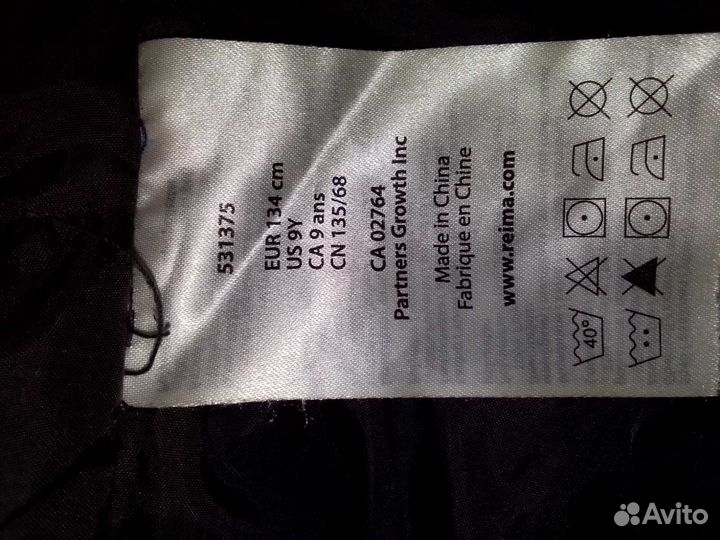 531375
EUR 134 cm
US 9Y
CA 9 ans
CN 135/68
CA 02764
Partners Growth Inc
Made in China
Fabrique en Chine
www.reima.com
40°
Avito